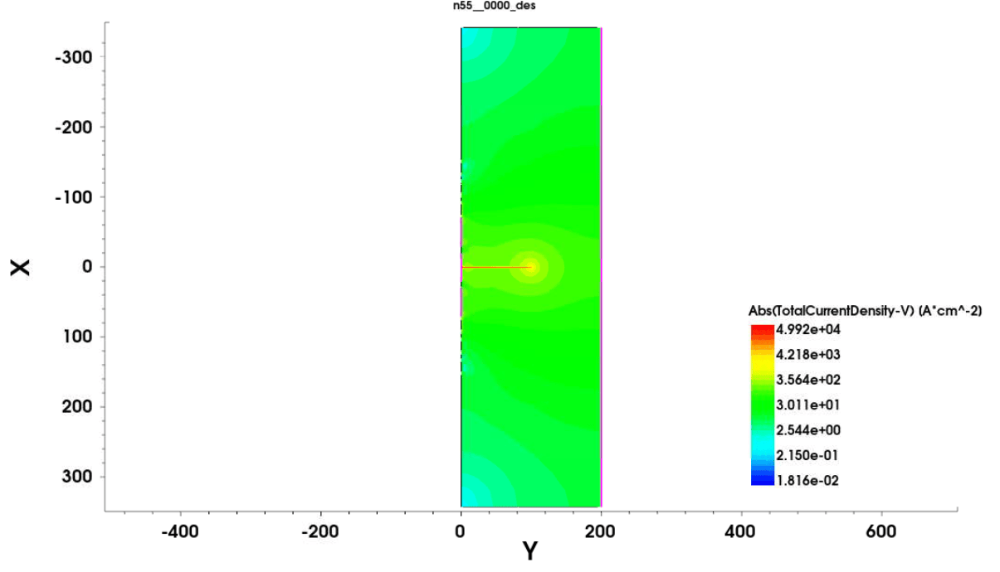 n55__0000_des
-300
-200
-100
0
100
200
300
X
-400
-200
0
200
400
600
Y
Abs(TotalCurrentDensity-V) (A*cm^-2)
4.992e+04
4.218e+03
3.564e+02
3.011e+01
2.544e+00
2.150e-01
1.816e-02